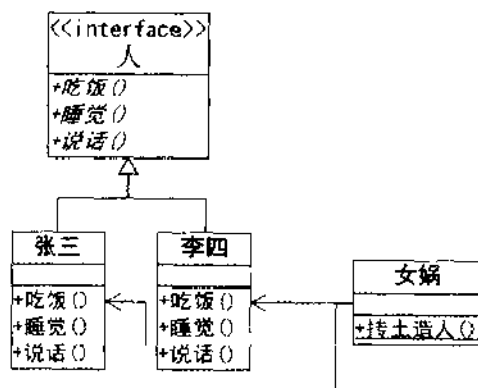 <<interface>>
人
+吃饭()
+睡觉()
+说话()
张三
+吃饭()
+睡觉()
+说话()
李四
+吃饭()
+睡觉()
+说话()
女娲
+抟土造人()